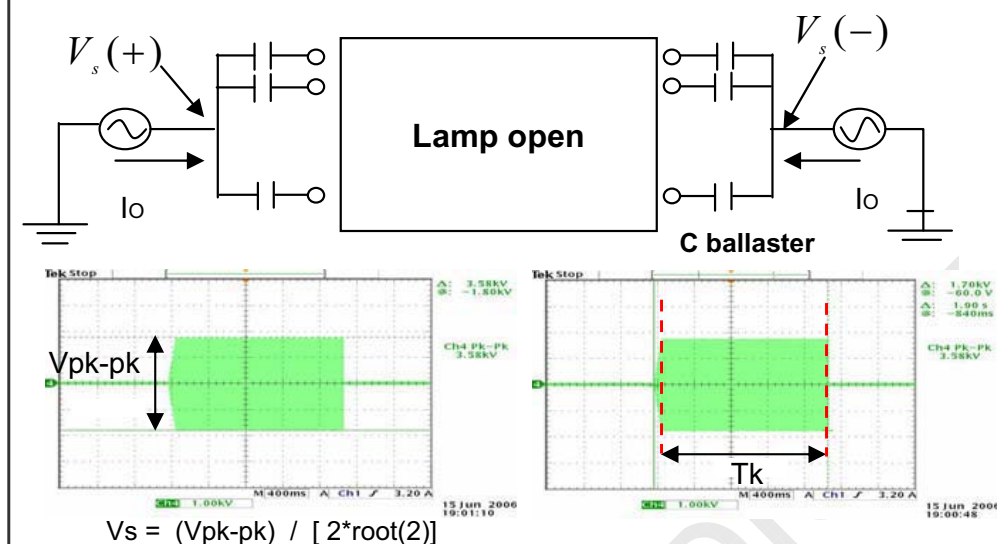 Vs(+)
Vs(−)
Lamp open
IO
IO
C ballaster
Tek Stop
Δ: 3.58kV
@: -1.80kV
Ch4 Pk-Pk
3.58kV
Vpk-pk
4
Ch4 1.00kV
M 400ms A Ch1 ʃ 3.20 A
15 Jun 2006
19:01:10
Tek Stop
Δ: 1.70kV
@: -60.0 V
Δ: 1.90 s
@: -840ms
Ch4 Pk-Pk
3.58kV
Tk
Ch4 1.00kV
M 400ms A Ch1 ʃ 3.20 A
15 Jun 2006
19:00:48
Vs = (Vpk-pk) / [ 2*root(2)]